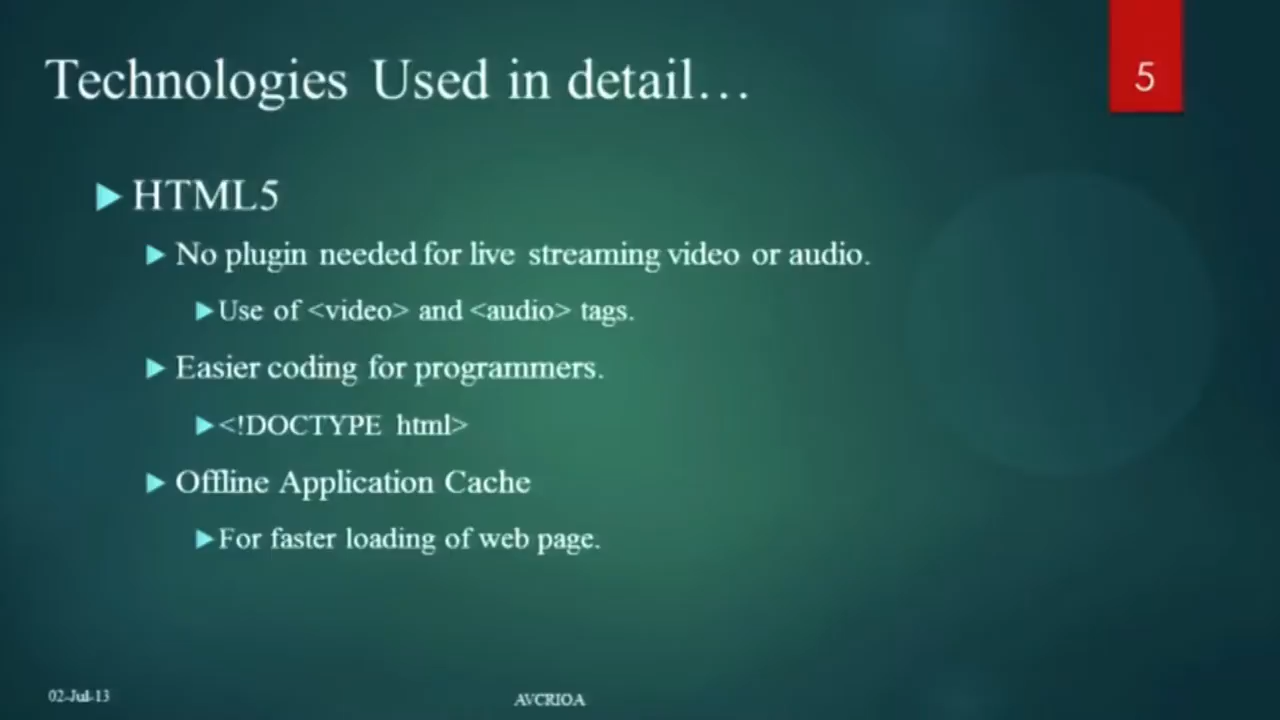 Technologies Used in detail…
5
HTML5
No plugin needed for live streaming video or audio.
Use of <video> and <audio> tags.
Easier coding for programmers.
<!DOCTYPE html>
Offline Application Cache
For faster loading of web page.
02-Jul-13
AVCRIOA